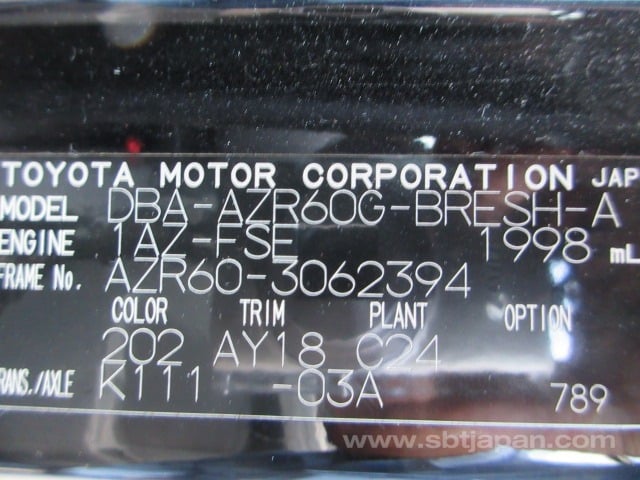 TOYOTA MOTOR CORPORATION JAP
MODEL DBA-AZR60G-BRESH-A
ENGINE 1AZ-FSE 1998 mL
FRAME No. AZR60-3062394
COLOR TRIM PLANT OPTION
202 AY18 C24
RANS./AXLE K111 -03A 789
www.sbtjapan.com